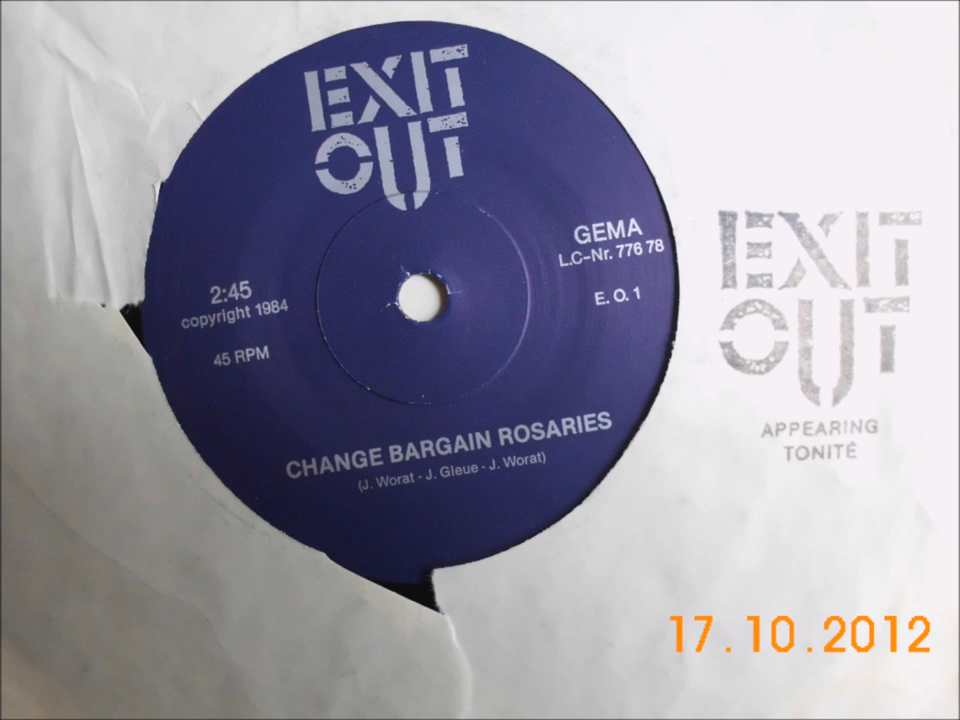 EXIT
OUT
2:45
copyright 1984
45 RPM
GEMA
L.C-Nr. 776 78
E. O. 1
CHANGE BARGAIN ROSARIES
(J. Worat - J. Gleue - J. Worat)
EXIT
OUT
APPEARING
TONITE
17.10.2012